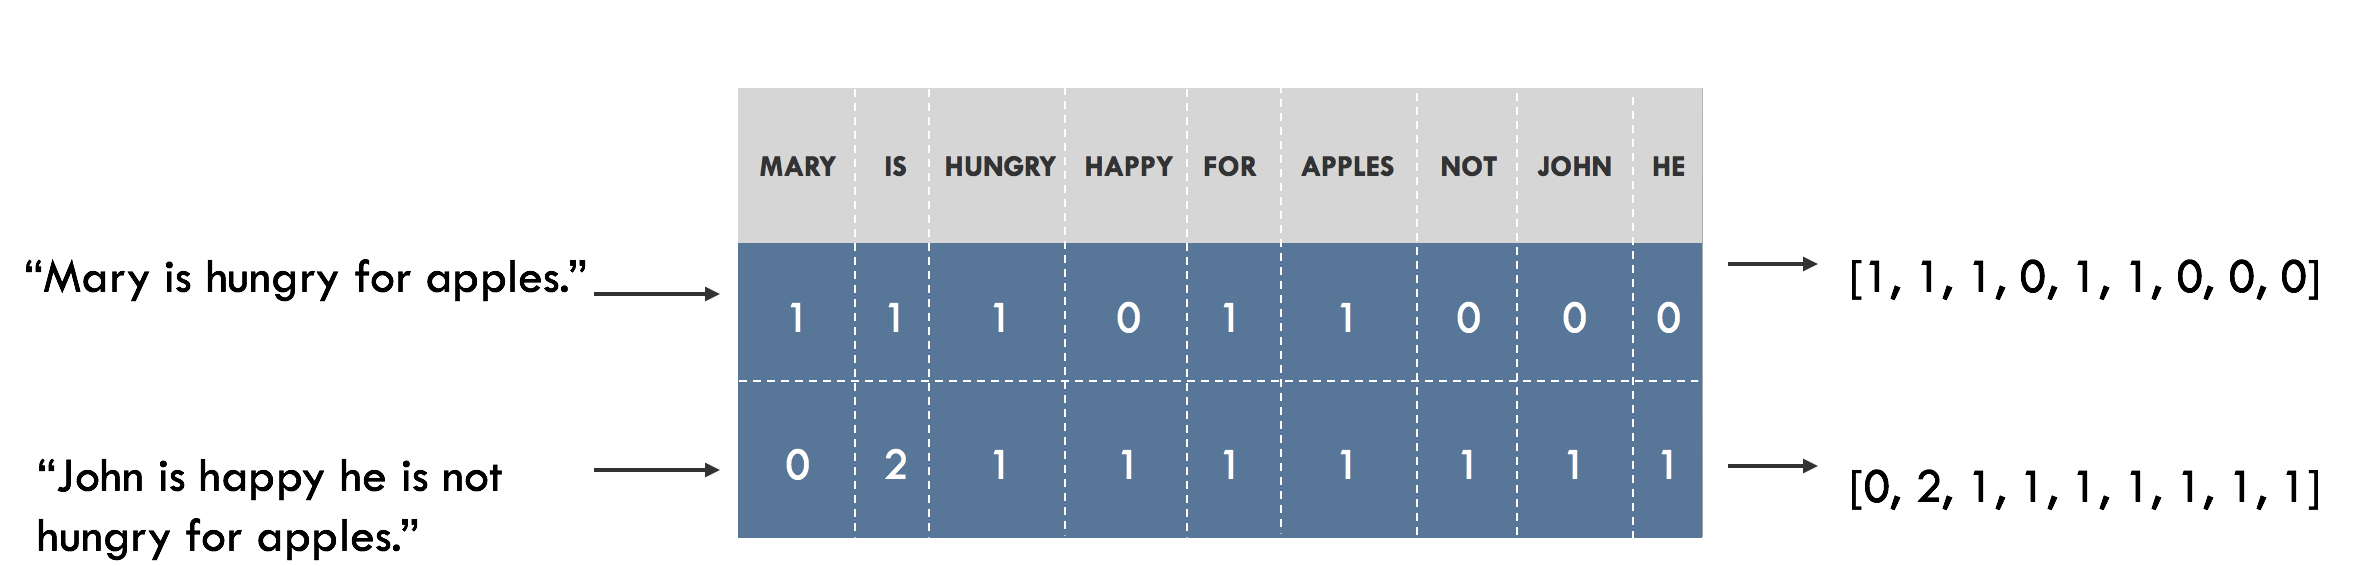 MARY IS HUNGRY HAPPY FOR APPLES NOT JOHN HE
“Mary is hungry for apples.”
1 1 1 0 1 1 0 0 0
[1, 1, 1, 0, 1, 1, 0, 0, 0]
“John is happy he is not
hungry for apples.”
0 2 1 1 1 1 1 1 1
[0, 2, 1, 1, 1, 1, 1, 1, 1]